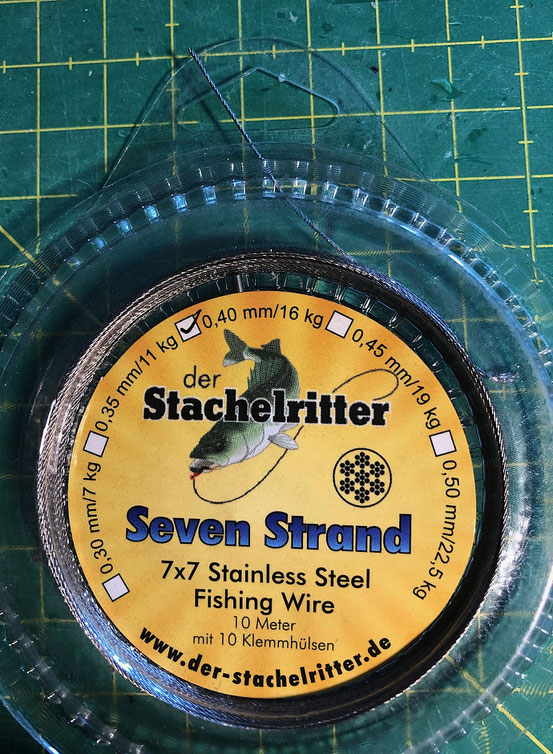 0,30 mm/7 kg
0,35 mm/11 kg
0,40 mm/16 kg
0,45 mm/19 kg
0,50 mm/22,5 kg
der
Stachelritter
Seven Strand
7x7 Stainless Steel
Fishing Wire
10 Meter
mit 10 Klemmhülsen
www.der-stachelritter.de